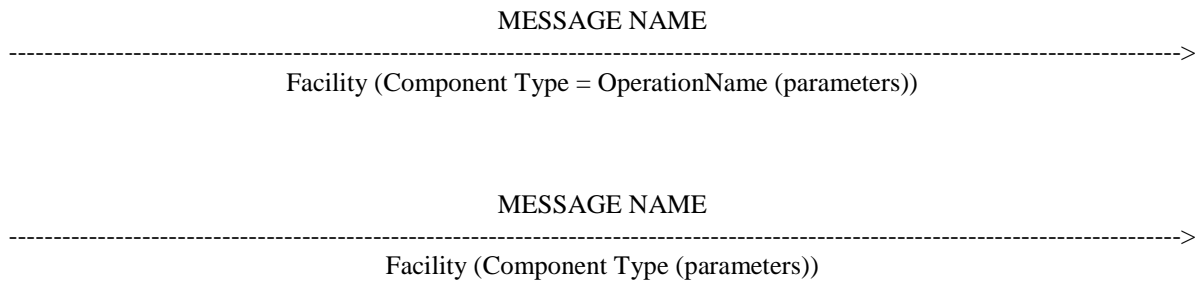 MESSAGE NAME
----------------------------------------------------------------------------------------------------------------------------------->
Facility (Component Type = OperationName (parameters))
MESSAGE NAME
----------------------------------------------------------------------------------------------------------------------------------->
Facility (Component Type (parameters))